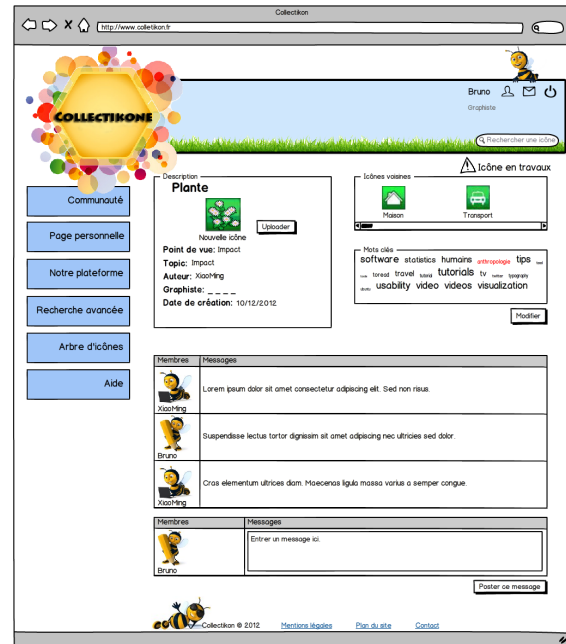 Collectikon
http://www.colletikon.fr
Bruno
Graphiste
COLLECTIKONE
Rechercher une icône
Icône en travaux
Communauté
Page personnelle
Notre plateforme
Recherche avancée
Arbre d'icônes
Aide
Description
Plante
Nouvelle icône
Uploader
Point de vue: Impact
Topic: Impact
Auteur: XiaoMing
Graphiste: _ _ _ _
Date de création: 10/12/2012
Icônes voisines
Maison
Transport
Mots clés
software statistics humains anthropologie tips
toread travel tutorial tutorials tv twitter typography
usability video videos visualization
Modifier
Membres Messages
XiaoMing
Lorem ipsum dolor sit amet consectetur adipiscing elit. Sed non risus.
Bruno
Suspendisse lectus tortor dignissim sit amet adipiscing nec ultricies sed dolor.
XiaoMing
Cras elementum ultrices diam. Maecenas ligula massa varius a semper congue.
Membres Messages
Bruno
Entrer un message ici.
Poster ce message
Collectikon © 2012 Mentions légales Plan du site Contact